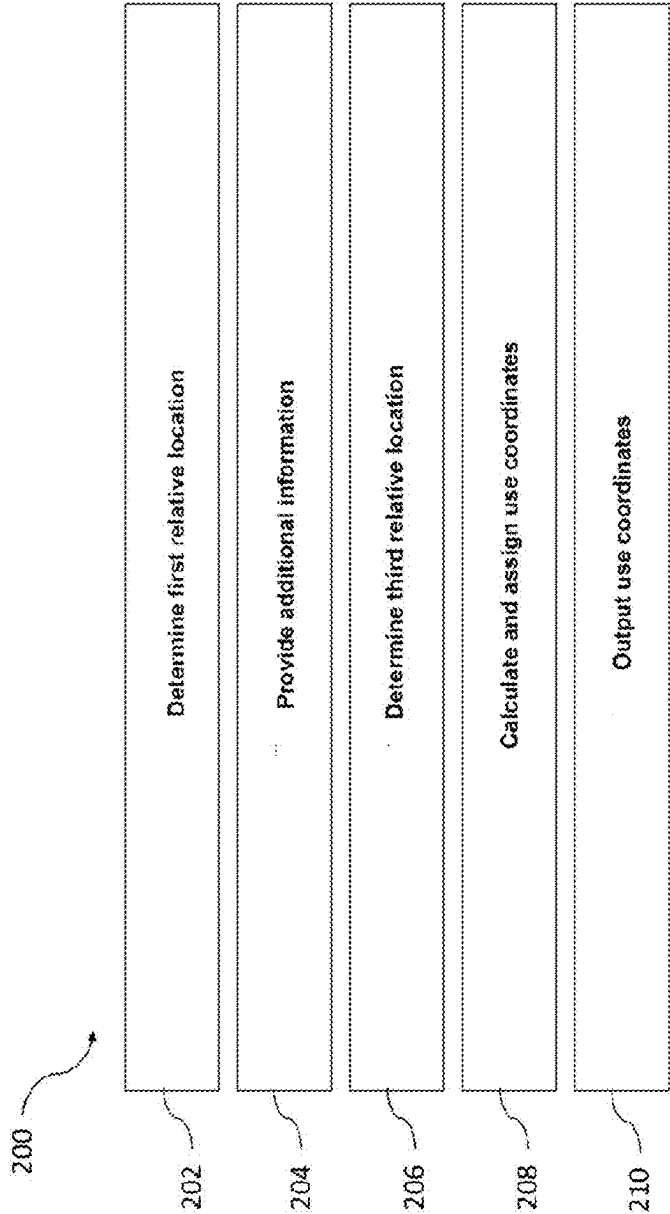 200
202
Determine first relative location
204
Provide additional information
206
Determine third relative location
208
Calculate and assign use coordinates
210
Output use coordinates